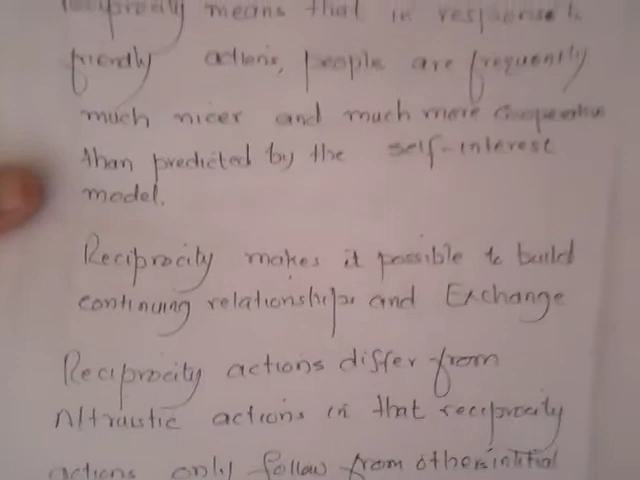 Reciprocity means that in response to
friendly actions, people are frequently
much nicer and much more cooperative
than predicted by the self-interest
model.
Reciprocity makes it possible to build
continuing relationships and Exchange
Reciprocity actions differ from
Altraistic actions in that reciprocity
actions only follow from others initial